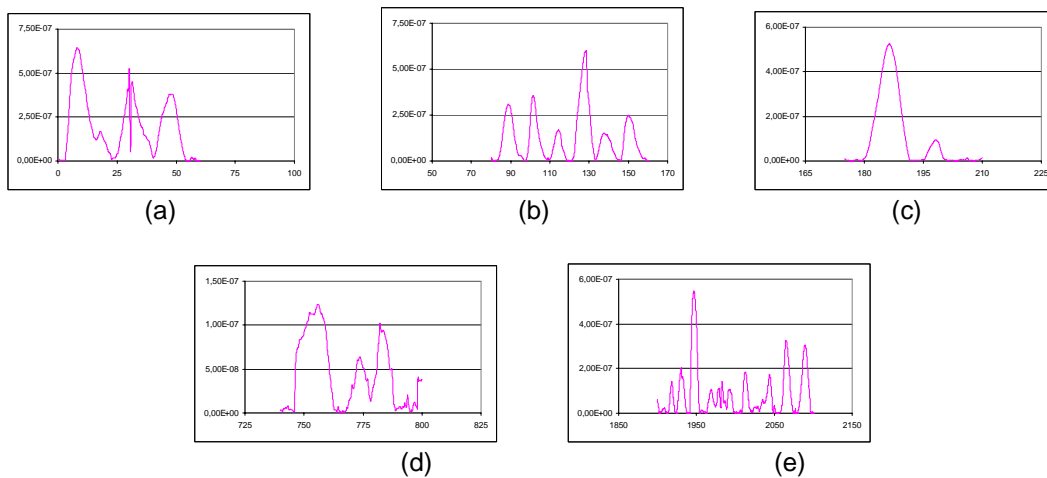 7,50E-07
5,00E-07
2,50E-07
0,00E+00
0 25 50 75 100
(a)
7,50E-07
5,00E-07
2,50E-07
0,00E+00
50 70 90 110 130 150 170
(b)
6,00E-07
4,00E-07
2,00E-07
0,00E+00
165 180 195 210 225
(c)
1,50E-07
1,00E-07
5,00E-08
0,00E+00
725 750 775 800 825
(d)
6,00E-07
4,00E-07
2,00E-07
0,00E+00
1850 1950 2050 2150
(e)